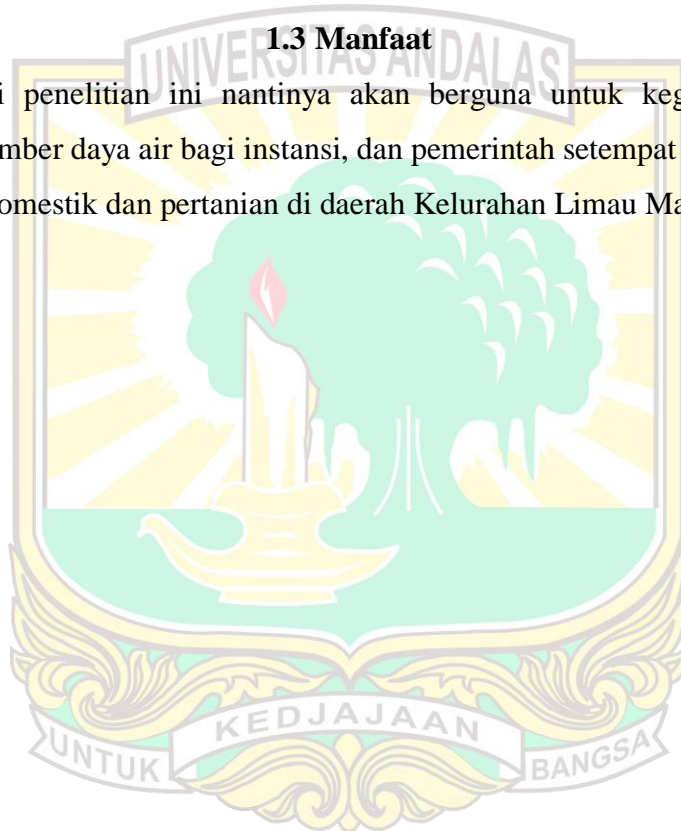 UNIVERSITAS ANDALAS
1.3 Manfaat
i penelitian ini nantinya akan berguna untuk keg
mber daya air bagi instansi, dan pemerintah setempat
omestik dan pertanian di daerah Kelurahan Limau Ma
KEDJAJAAN
UNTUK BANGSA